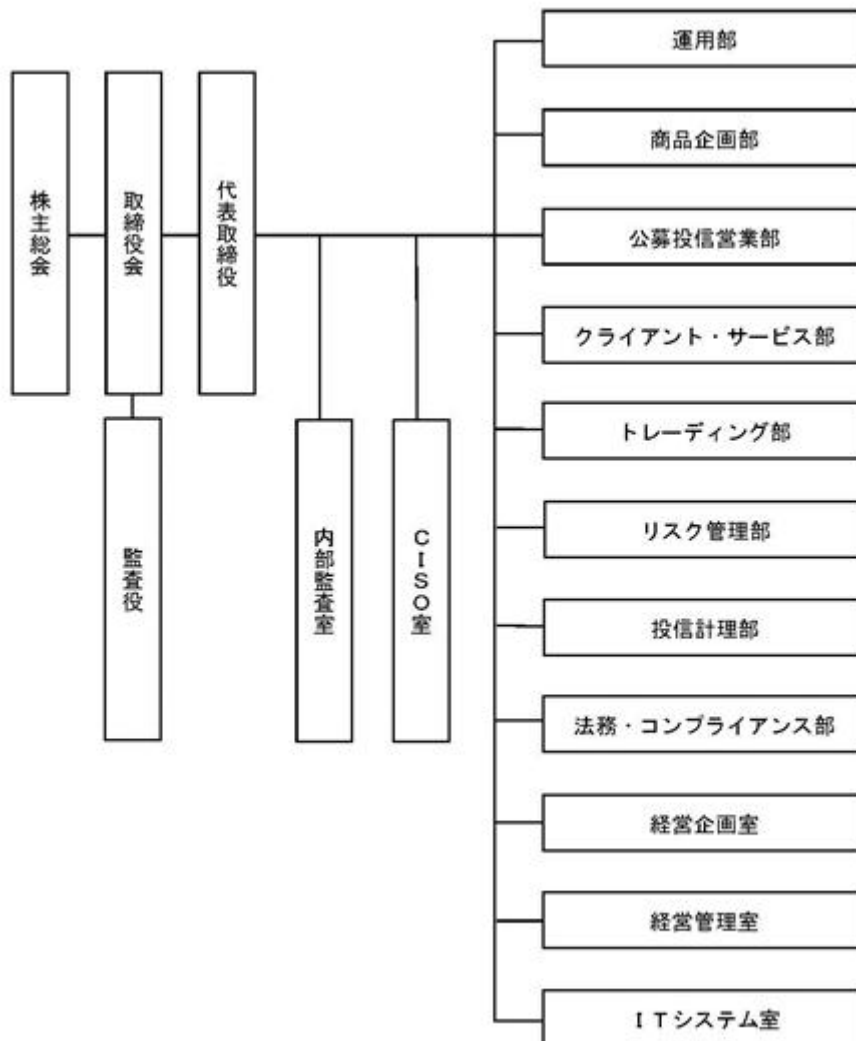 株主総会
取締役会
代表取締役
監査役
内部監査室
ＣＩＳＯ室
運用部
商品企画部
公募投信営業部
クライアント・サービス部
トレーディング部
リスク管理部
投信計理部
法務・コンプライアンス部
経営企画室
経営管理室
ＩＴシステム室